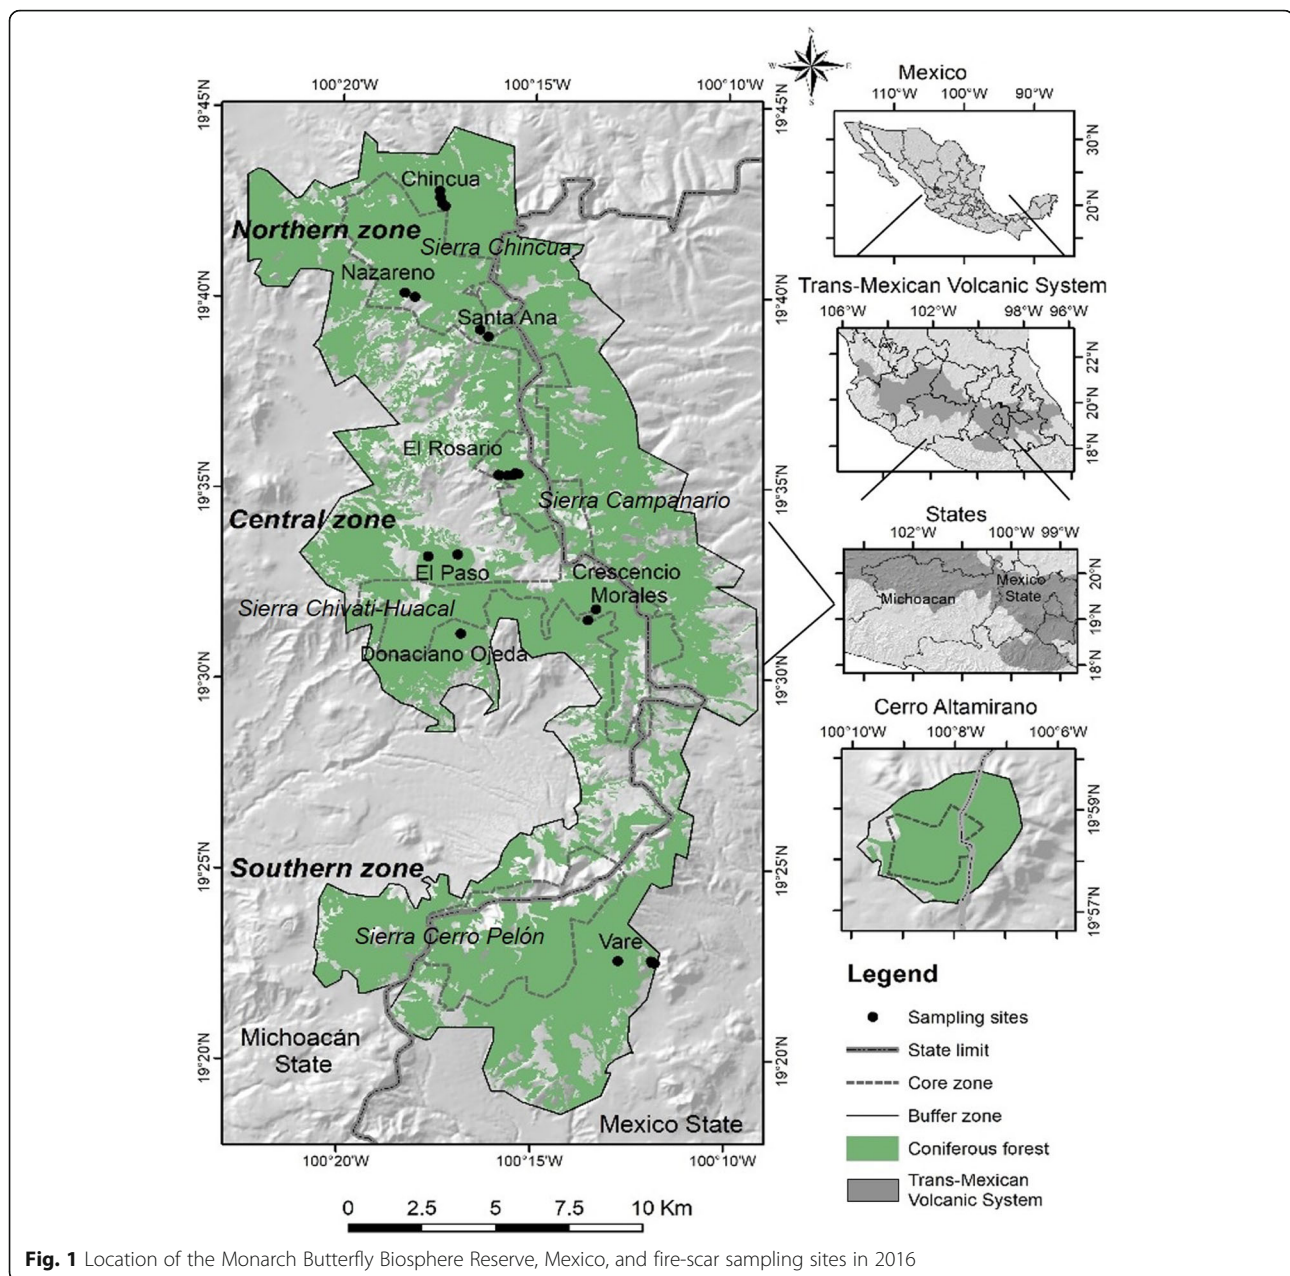 N
W
E
S
Mexico
110°0'W 100°0'W 90°0'W
30°N
20°N
100°20'W 100°15'W 100°10'W
19°45'N
19°40'N
19°35'N
19°30'N
19°25'N
19°20'N
Chincua
Northern zone
Sierra Chincua
Nazareno
Santa Ana
El Rosario
Sierra Campanario
Central zone
El Paso
Crescencio
Morales
Sierra Chivati-Huacal
Donaciano Ojeda
Southern zone
Sierra Cerro Pelón
Vare
Michoacán
State
Mexico State
19°45'N
19°40'N
19°35'N
19°30'N
19°25'N
19°20'N
100°20'W 100°15'W 100°10'W
0 2.5 5 7.5 10 Km
Trans-Mexican Volcanic System
106°W 102°W 98°W 96°W
22°N
20°N
18°N
States
102°W 100°W 99°W
Mexico
State
Michoacan
20°N
19°N
18°N
Cerro Altamirano
100°10'W 100°8'W 100°6'W
19°59'N
19°57'N
Legend
Sampling sites
State limit
Core zone
Buffer zone
Coniferous forest
Trans-Mexican
Volcanic System
Fig. 1 Location of the Monarch Butterfly Biosphere Reserve, Mexico, and fire-scar sampling sites in 2016